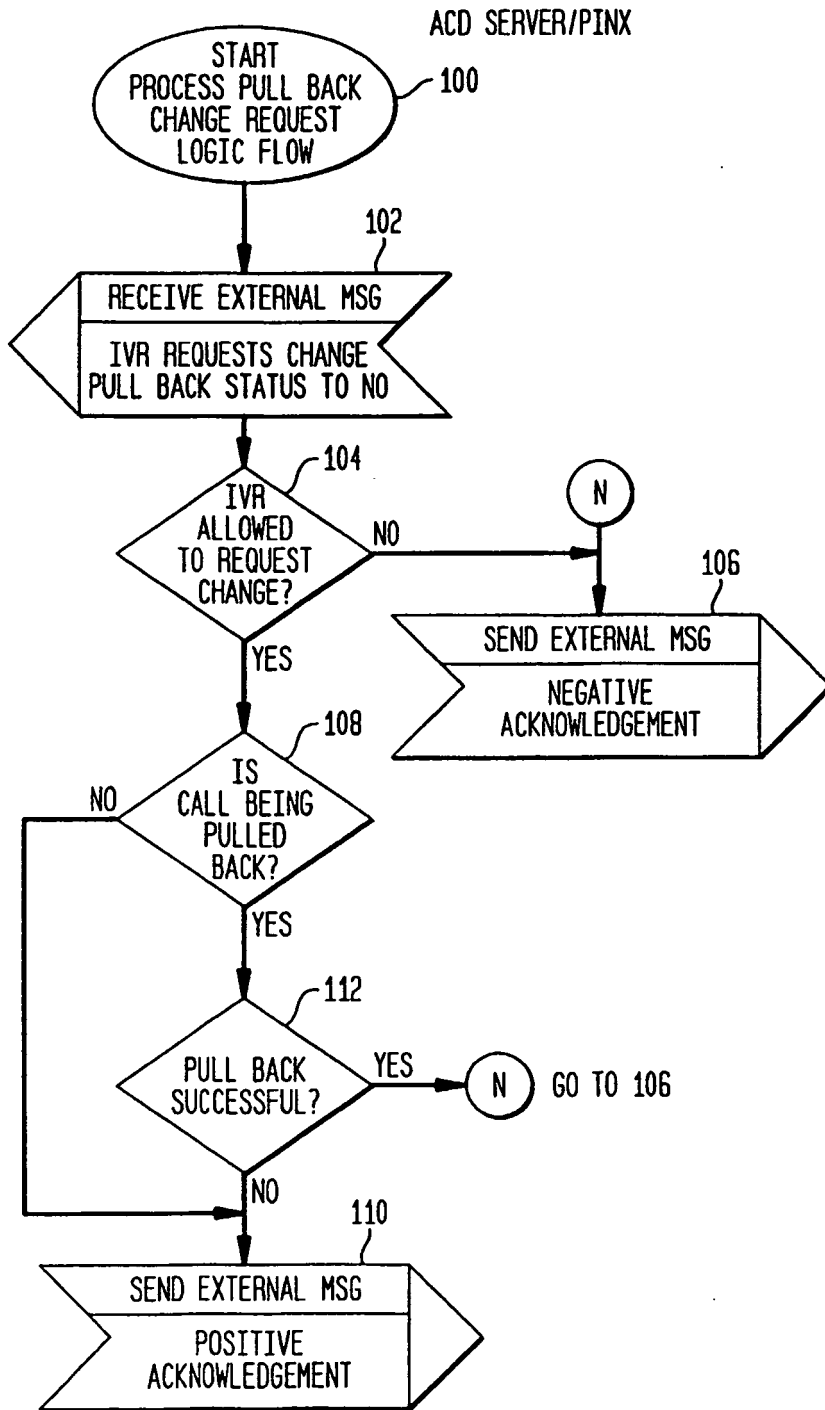 ACD SERVER/PINX
START
PROCESS PULL BACK
CHANGE REQUEST
LOGIC FLOW
100
102
RECEIVE EXTERNAL MSG
IVR REQUESTS CHANGE
PULL BACK STATUS TO NO
104
IVR
ALLOWED
TO REQUEST
CHANGE?
NO
N
YES
106
SEND EXTERNAL MSG
NEGATIVE
ACKNOWLEDGEMENT
108
IS
CALL BEING
PULLED
BACK?
NO
YES
112
PULL BACK
SUCCESSFUL?
YES
N
GO TO 106
NO
110
SEND EXTERNAL MSG
POSITIVE
ACKNOWLEDGEMENT